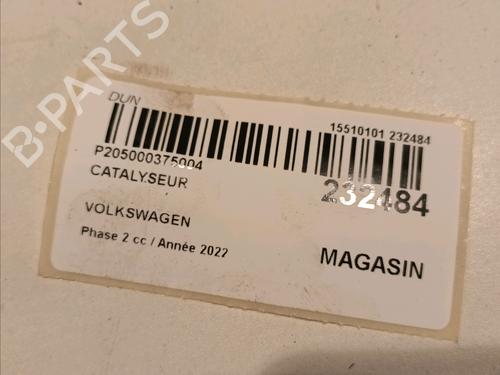 B-PARTS
DUN
15510101 232484
P205000375004
CATALYSEUR
232484
VOLKSWAGEN
Phase 2 cc / Année 2022
MAGASIN